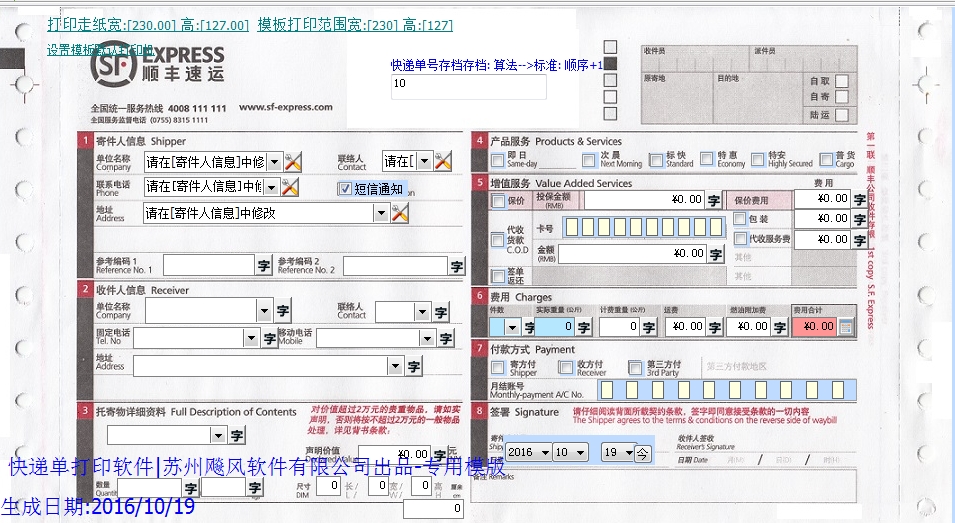 打印走纸宽:[230.00] 高:[127.00] 模板打印范围宽:[230] 高:[127]
SF EXPRESS
顺丰速运
快递单号存档存档: 算法-->标准: 顺序+1
10
收件员 派件员
原寄地 目的地
自取
自寄
陆运
全国统一服务热线 4008 111 111 www.sf-express.com
全国服务监督电话 (0755) 8315 1111
1 寄件人信息 Shipper
单位名称 Company 请在[寄件人信息]中修 联络人 Contact 请在[
联系电话 Phone 请在[寄件人信息]中修 短信通知
地址 Address 请在[寄件人信息]中修改
参考编码 1 Reference No. 1 字 参考编码 2 Reference No. 2 字
2 收件人信息 Receiver
单位名称 Company 字 联络人 Contact 字
固定电话 Tel. No 字 移动电话 Mobile 字
地址 Address 字
3 托寄物详细资料 Full Description of Contents
对价值超过2万元的贵重物品，请如实
声明，否则将按不超过2万元的一般物品
处理，详见背书条款：
字
声明价值 ¥0.00 字 元
数量 Quantity 字 字 尺寸 DIM 0 长/L 0 宽/W 0 高 H 厘米 cm
0
4 产品服务 Products & Services
即日 Same-day 次晨 Next Morning 标快 Standard 特惠 Economy 特安 Highly Secured 普货 Cargo
5 增值服务 Value Added Services 费用
保价 投保金额 (RMB) ¥0.00 字 保价费用 ¥0.00 字
代收货款 C.O.D 卡号 包装 ¥0.00 字
金额 (RMB) ¥0.00 字 代收服务费 ¥0.00 字
其他
签单返还 其他
6 费用 Charges
件数 实际重量 (公斤) 计费重量 (公斤) 运费 燃油附加费 费用合计
字 0 字 0 字 ¥0.00 字 ¥0.00 字 ¥0.00
7 付款方式 Payment
寄方付 Shipper 收方付 Receiver 第三方付 3rd Party 第三方付款地区
月结账号
Monthly-payment A/C No.
8 签署 Signature 请仔细阅读背面所载契约条款，签字即同意接受条款的一切内容
The Shipper agrees to the terms & conditions on the reverse side of waybill
2016 10 19 今
收件人签收
Receiver's Signature
日期 Date
备注 Remarks
第一联 顺丰公司收件存根 1st copy S.F. Express
快递单打印软件|苏州飚风软件有限公司出品-专用模版
生成日期:2016/10/19